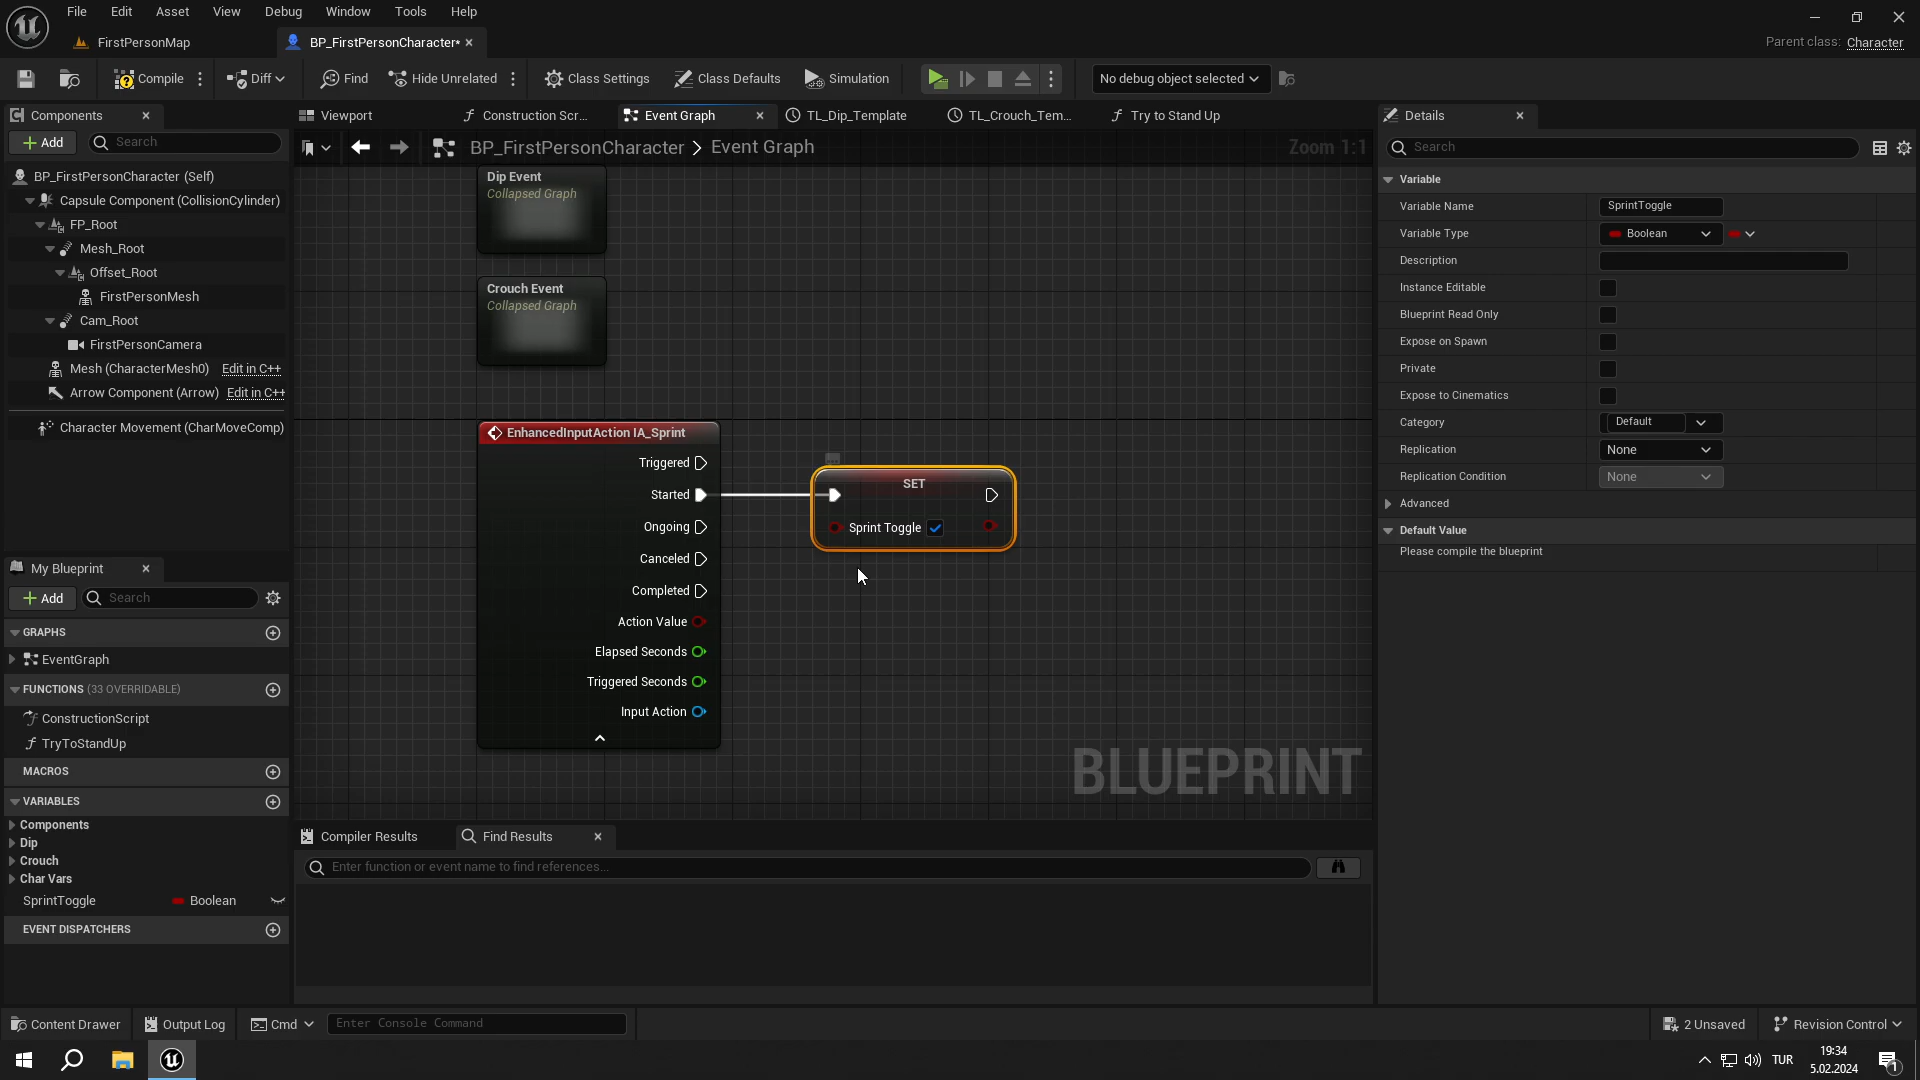 File Edit Asset View Debug Window Tools Help
FirstPersonMap
BP_FirstPersonCharacter*
Parent class: Character
Compile
Diff
Find
Hide Unrelated
Class Settings
Class Defaults
Simulation
No debug object selected
Components
Add
Search
BP_FirstPersonCharacter (Self)
Capsule Component (CollisionCylinder)
FP_Root
Mesh_Root
Offset_Root
FirstPersonMesh
Cam_Root
FirstPersonCamera
Mesh (CharacterMesh0) Edit in C++
Arrow Component (Arrow) Edit in C++
Character Movement (CharMoveComp)
My Blueprint
Add
Search
GRAPHS
EventGraph
FUNCTIONS (33 OVERRIDABLE)
ConstructionScript
TryToStandUp
MACROS
VARIABLES
Components
Dip
Crouch
Char Vars
SprintToggle Boolean
EVENT DISPATCHERS
Viewport
Construction Scr...
Event Graph
TL_Dip_Template
TL_Crouch_Tem...
Try to Stand Up
BP_FirstPersonCharacter > Event Graph
Zoom 1:1
Dip Event
Collapsed Graph
Crouch Event
Collapsed Graph
EnhancedInputAction IA_Sprint
Triggered
Started
Ongoing
Canceled
Completed
Action Value
Elapsed Seconds
Triggered Seconds
Input Action
SET
Sprint Toggle
BLUEPRINT
Compiler Results
Find Results
Enter function or event name to find references...
Details
Search
Variable
Variable Name SprintToggle
Variable Type Boolean
Description
Instance Editable
Blueprint Read Only
Expose on Spawn
Private
Expose to Cinematics
Category Default
Replication None
Replication Condition None
Advanced
Default Value
Please compile the blueprint
Content Drawer
Output Log
Cmd
Enter Console Command
2 Unsaved
Revision Control
TUR
19:34
5.02.2024
1